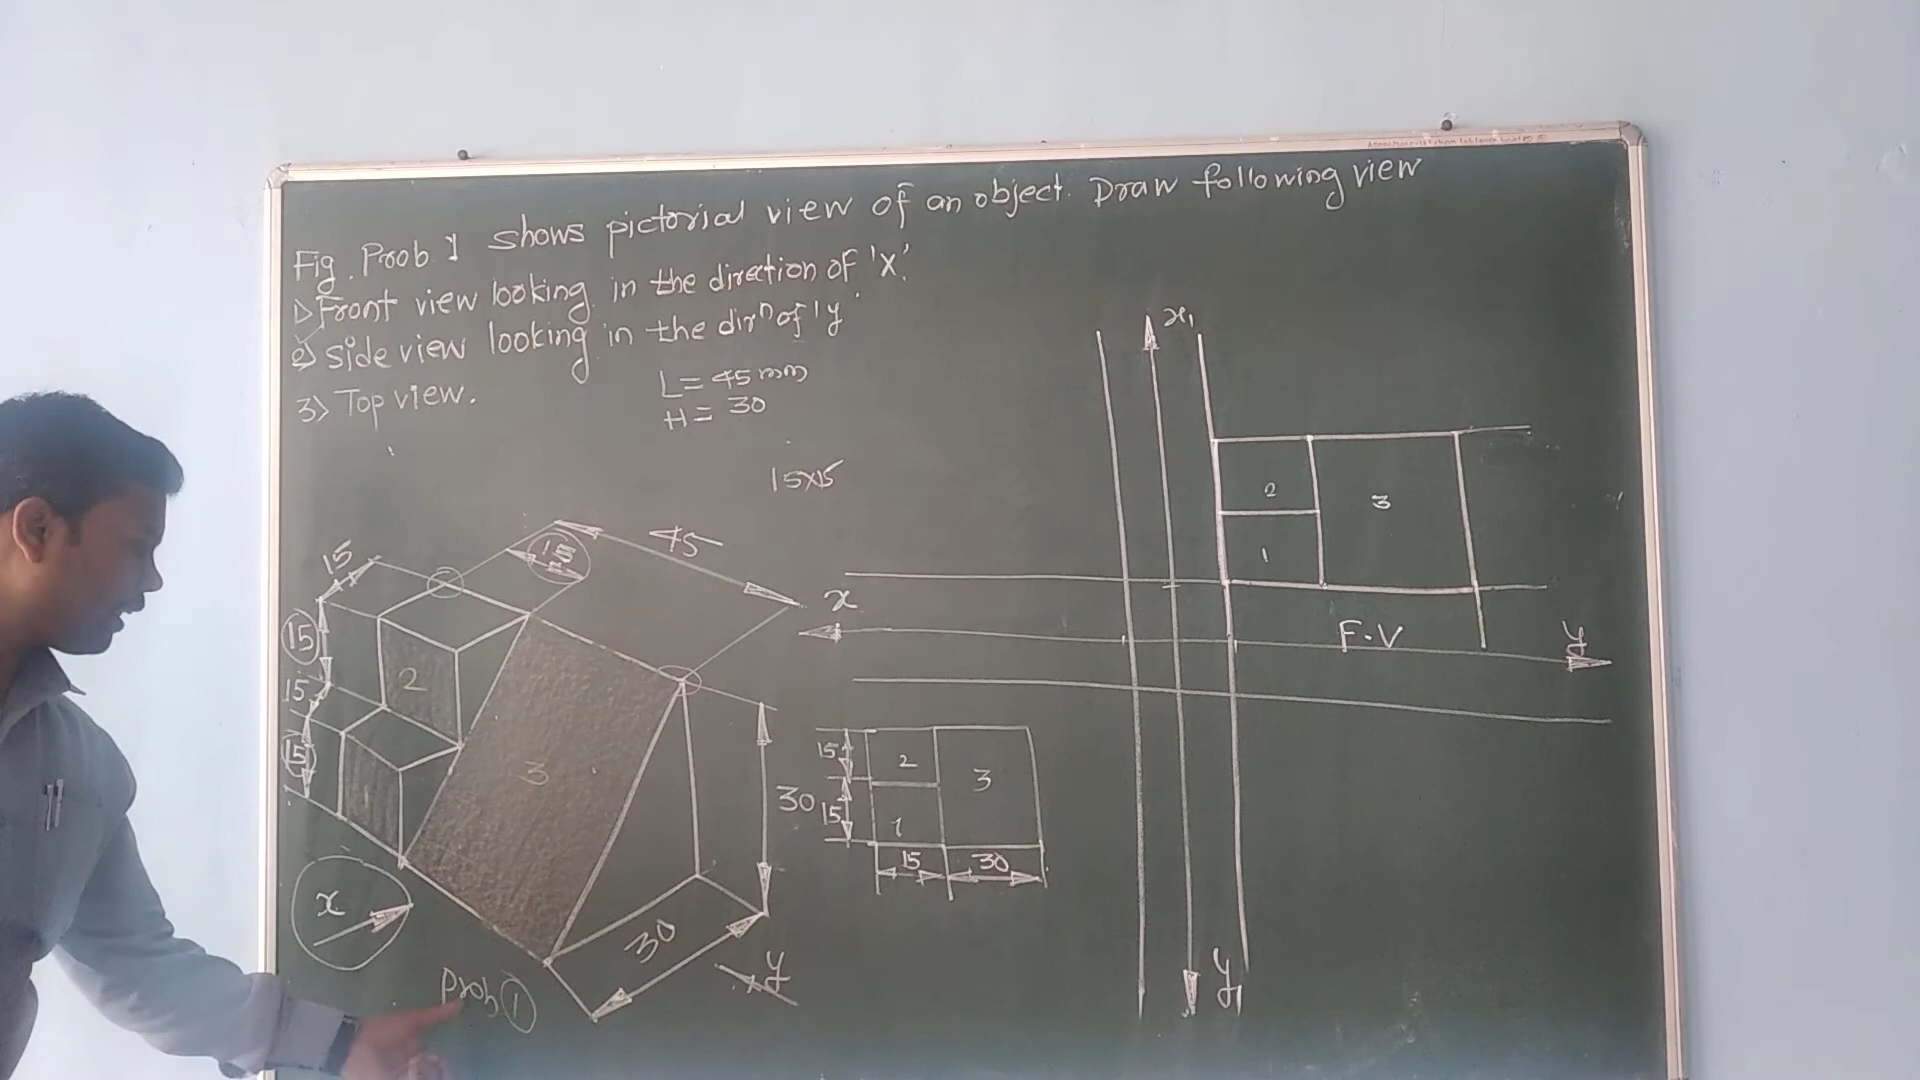 Fig. Prob 1 shows pictorial view of an object. Draw following view
1) Front view looking in the direction of 'X'.
2) side view looking in the dirn of 'y'
3) Top view.
L = 45 mm
H = 30
15x15
15
15
15
15
15
45
2
1
3
30
30
x
y
Prob 1
15
15
2
1
3
15
30
x1
x
y
y1
2
1
3
F.V